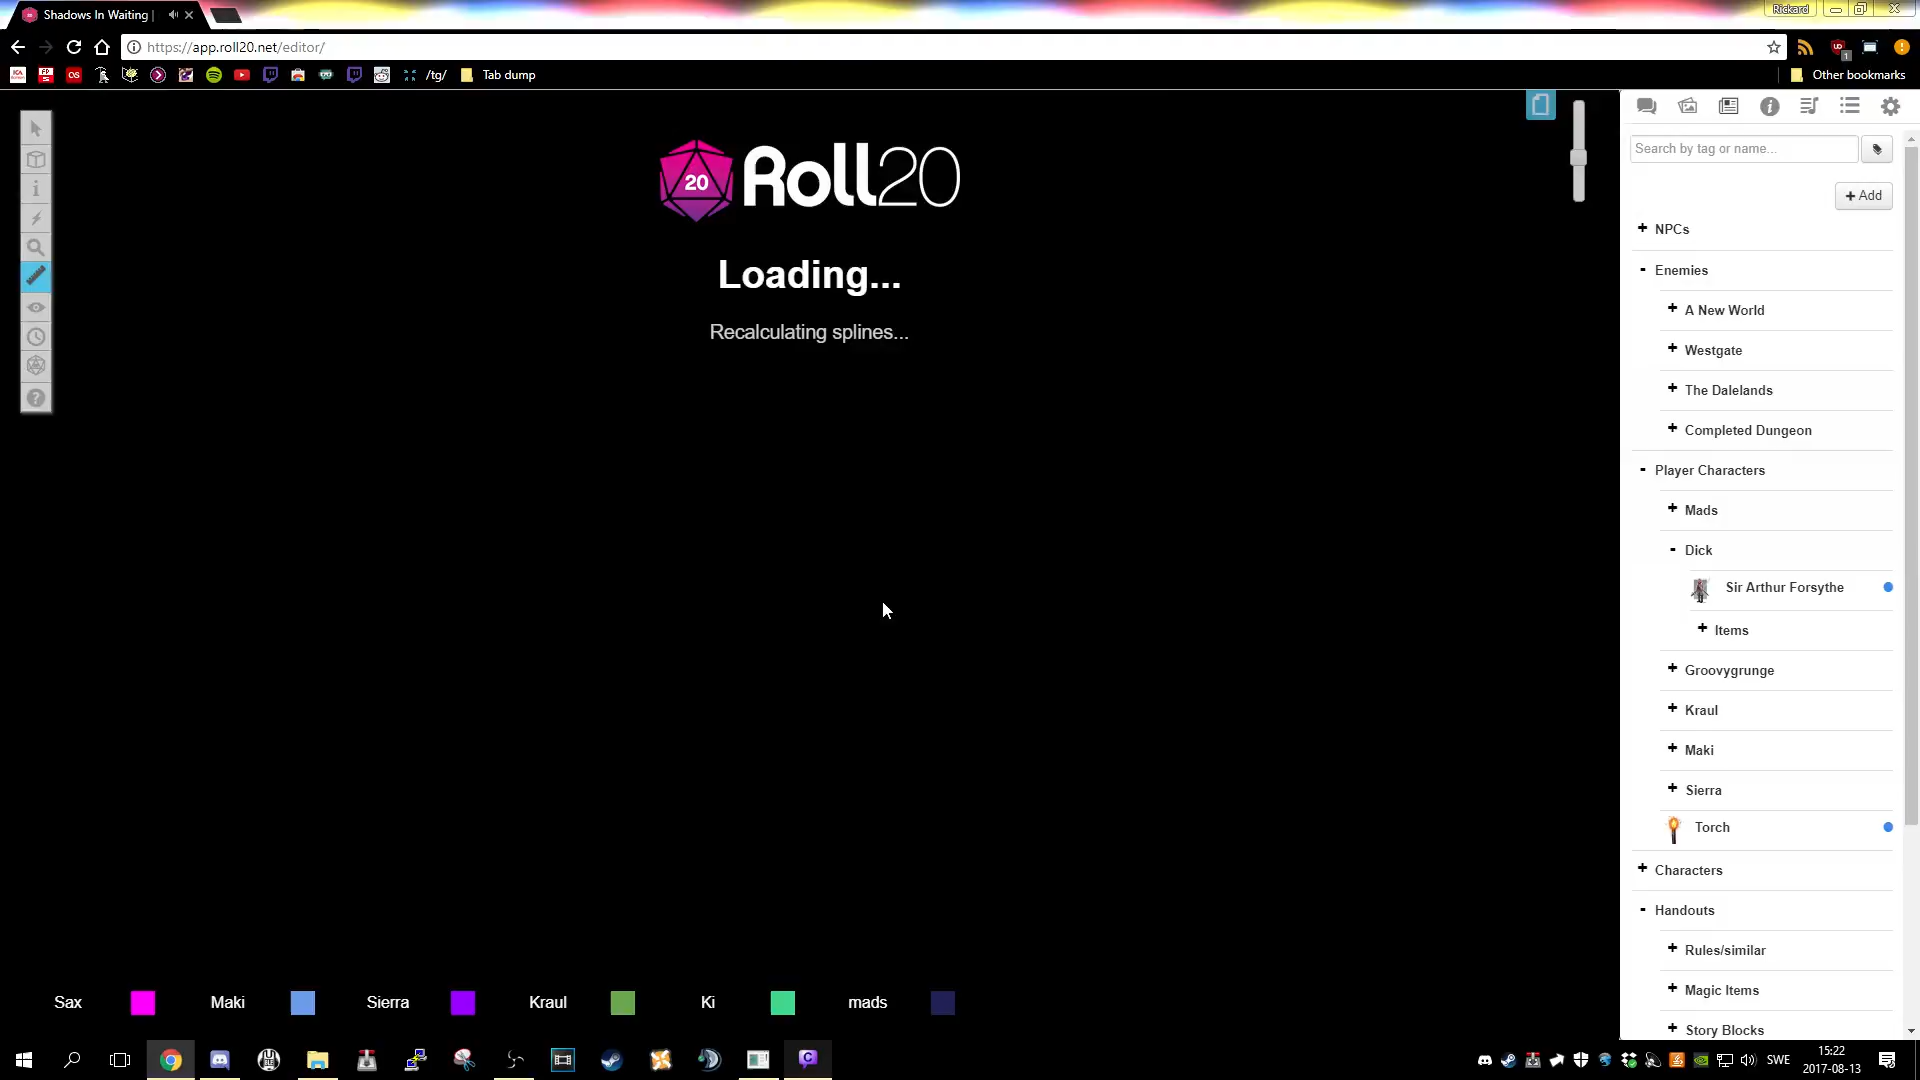 Shadows In Waiting |
Rickard
https://app.roll20.net/editor/
/tg/
Tab dump
Other bookmarks
20
Roll20
Loading...
Recalculating splines...
Search by tag or name...
+ Add
+ NPCs
- Enemies
+ A New World
+ Westgate
+ The Dalelands
+ Completed Dungeon
- Player Characters
+ Mads
- Dick
Sir Arthur Forsythe
+ Items
+ Groovygrunge
+ Kraul
+ Maki
+ Sierra
Torch
+ Characters
- Handouts
+ Rules/similar
+ Magic Items
+ Story Blocks
Sax
Maki
Sierra
Kraul
Ki
mads
SWE
15:22
2017-08-13